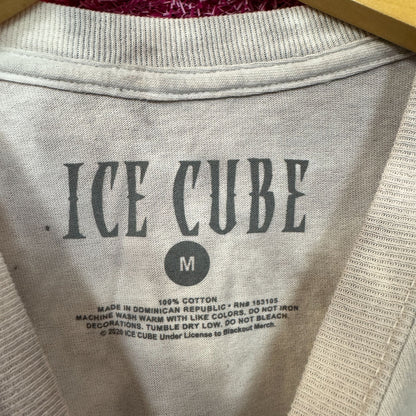 ICE CUBE
M
100% COTTON
MADE IN DOMINICAN REPUBLIC • RN# 163105
MACHINE WASH WARM WITH LIKE COLORS. DO NOT IRON
DECORATIONS. TUMBLE DRY LOW. DO NOT BLEACH.
© 2020 ICE CUBE Under License to Blackout Merch.